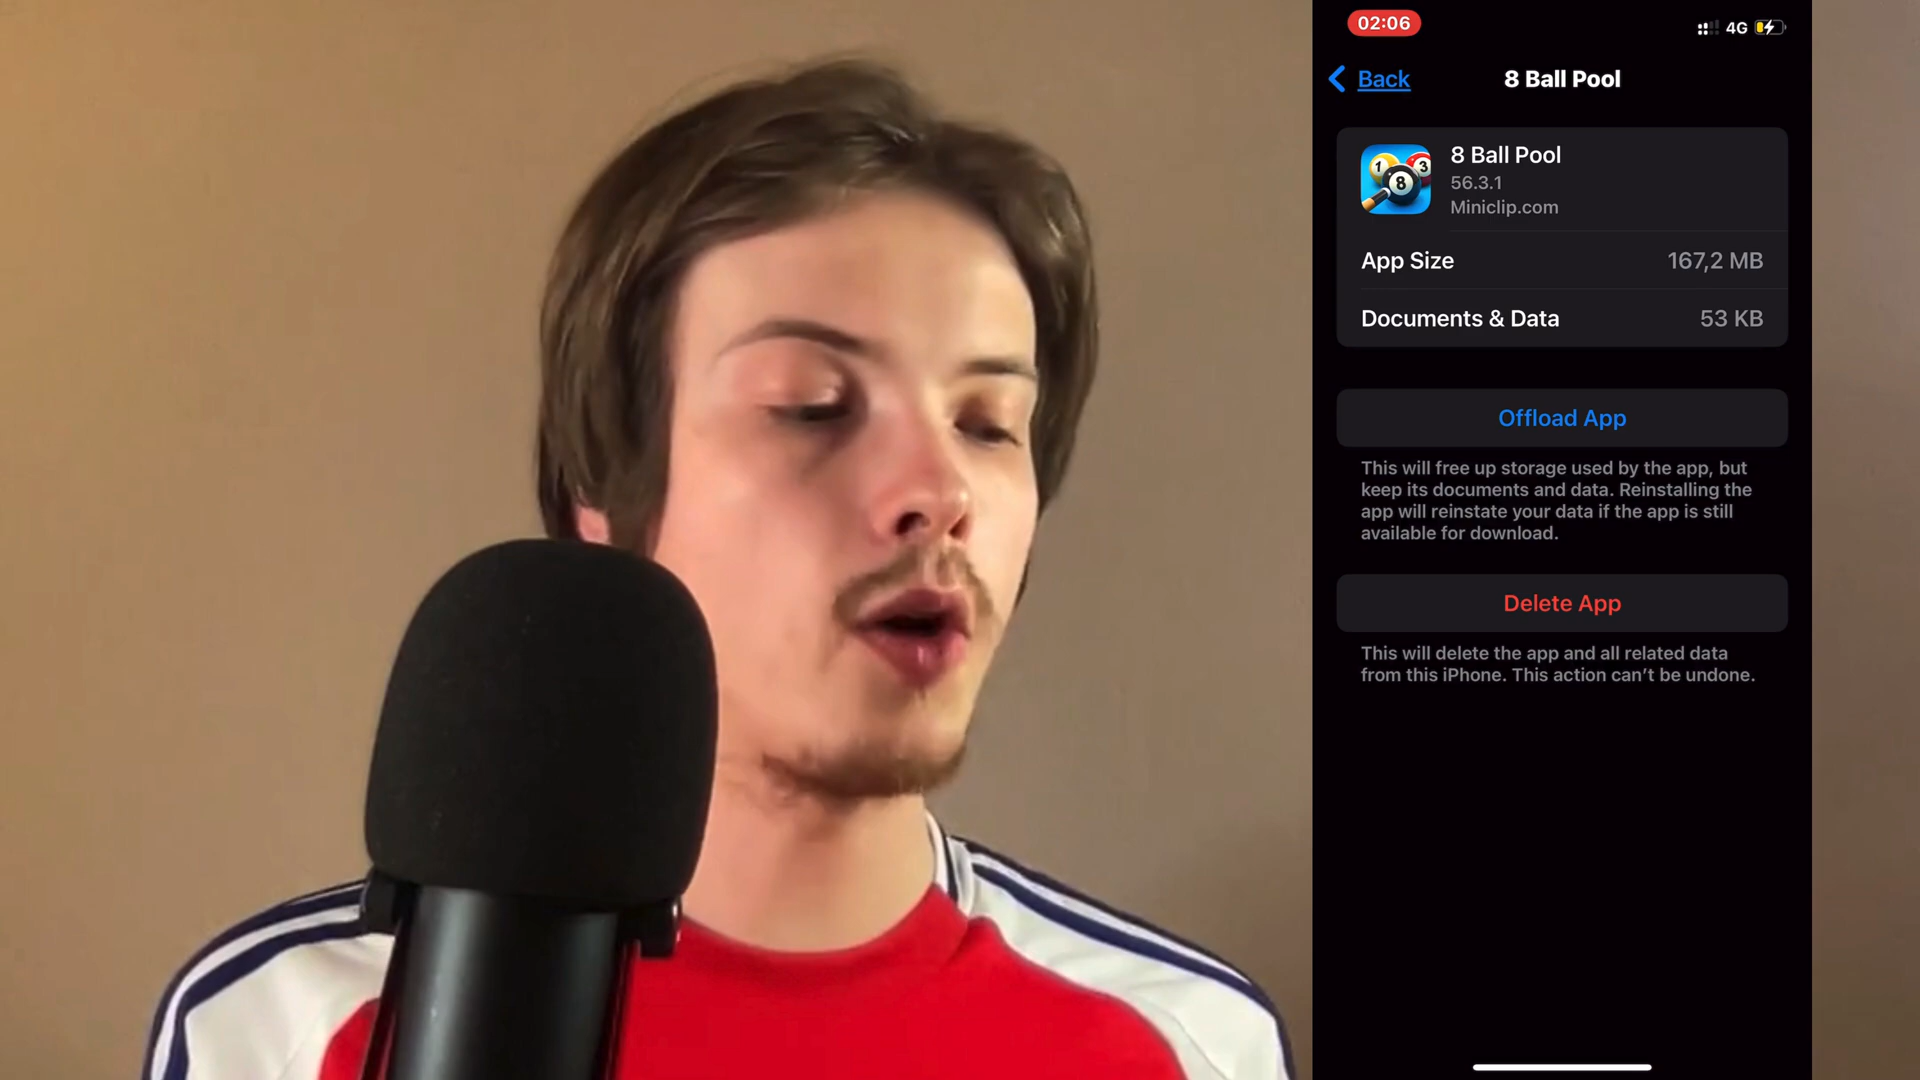 02:06
4G
Back
8 Ball Pool
1
3
8
8 Ball Pool
56.3.1
Miniclip.com
App Size
167,2 MB
Documents & Data
53 KB
Offload App
This will free up storage used by the app, but
keep its documents and data. Reinstalling the
app will reinstate your data if the app is still
available for download.
Delete App
This will delete the app and all related data
from this iPhone. This action can’t be undone.